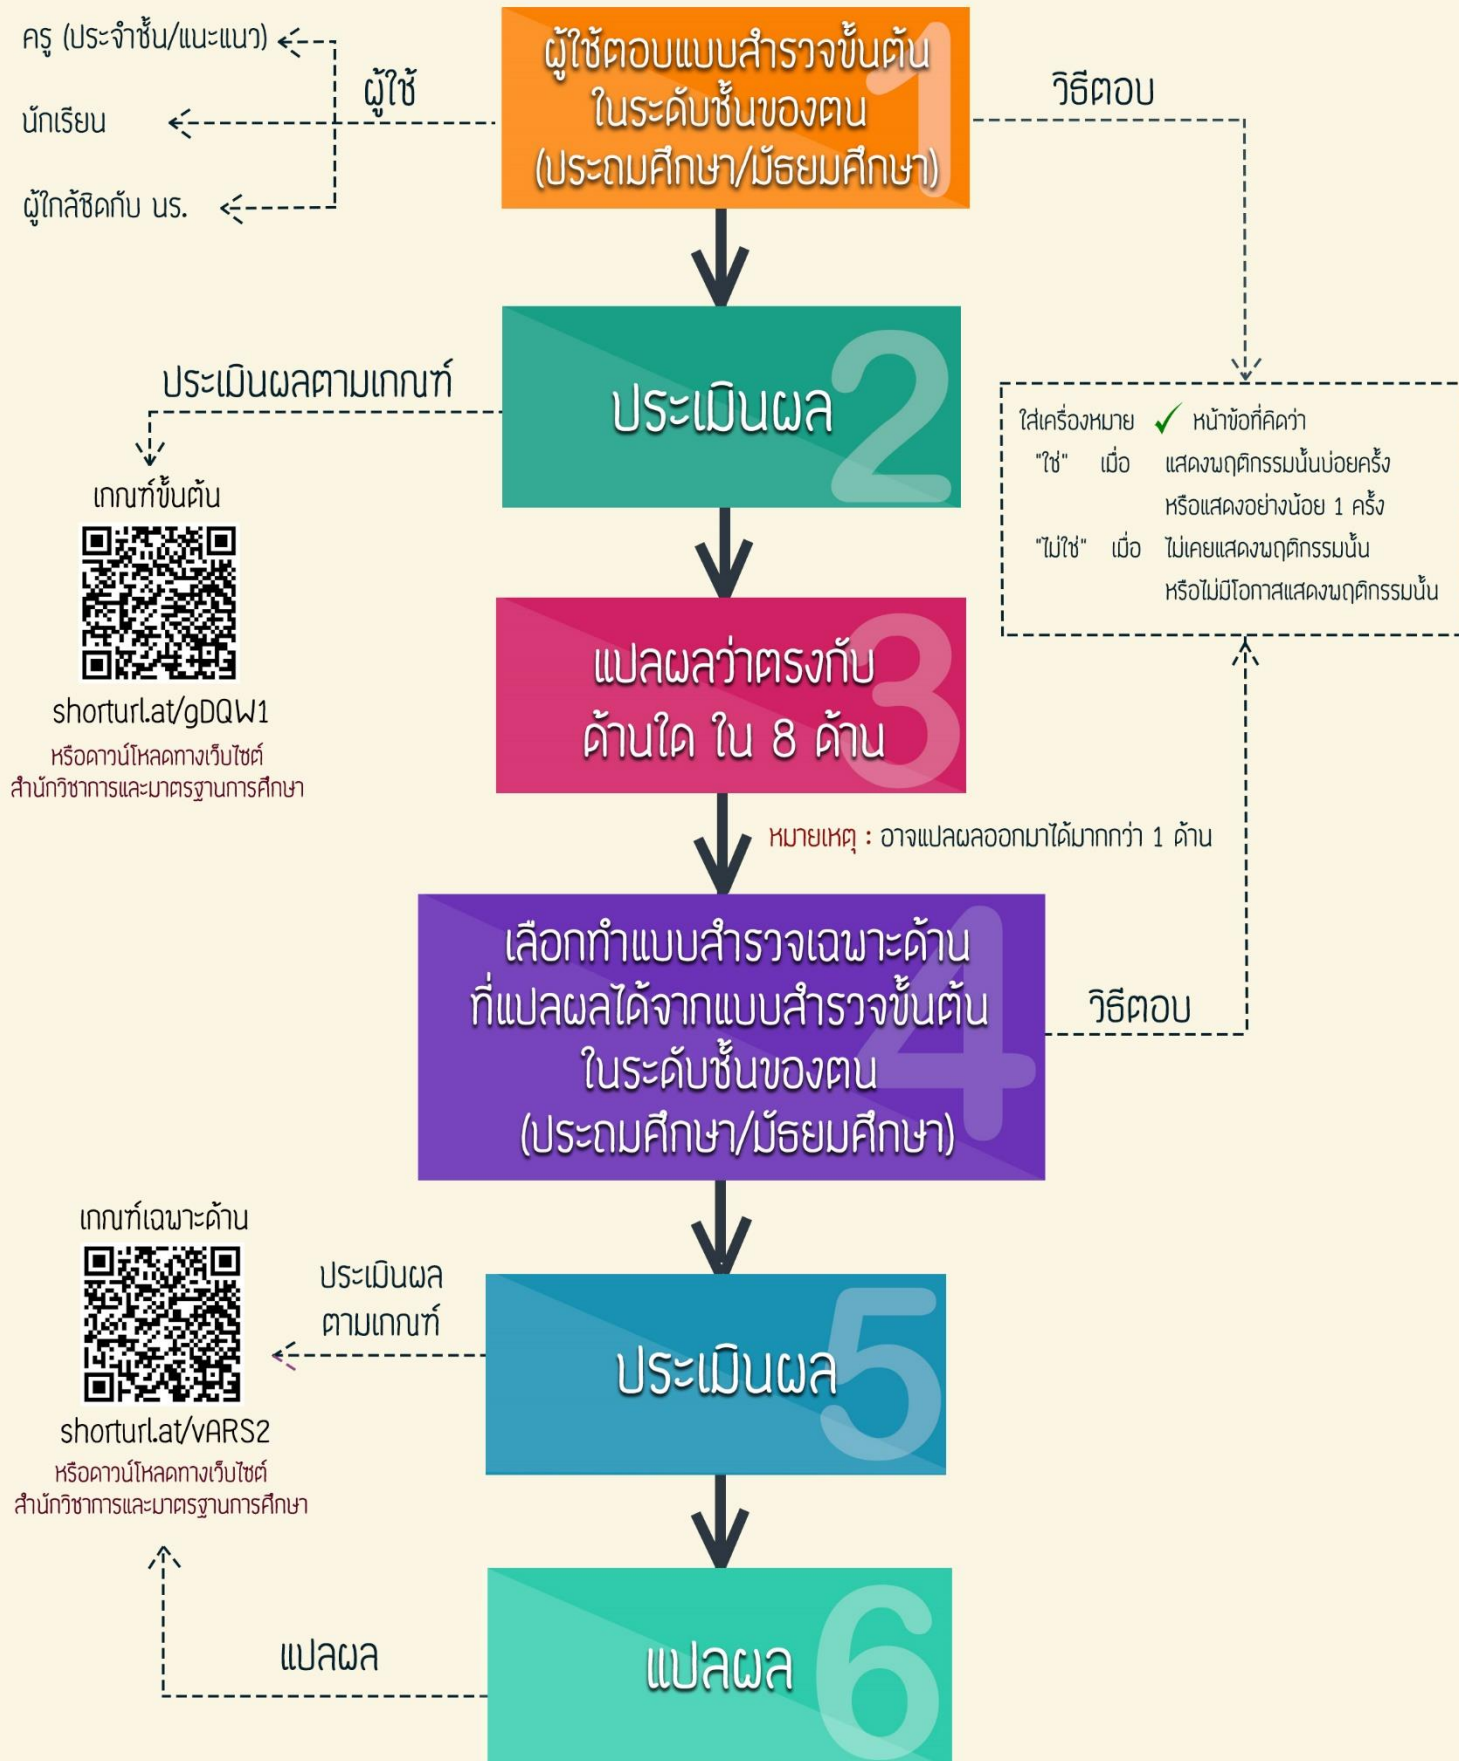 ครู (ประจำชั้น/แนะแนว)
นักเรียน
ผู้ใกล้ชิดกับ นร.
ผู้ใช้
1
ผู้ใช้ตอบแบบสำรวจขั้นต้น
ในระดับชั้นของตน
(ประถมศึกษา/มัธยมศึกษา)
วิธีตอบ
ใส่เครื่องหมาย ✓ หน้าข้อที่คิดว่า
"ใช่" เมื่อ แสดงพฤติกรรมนั้นบ่อยครั้ง
หรือแสดงอย่างน้อย 1 ครั้ง
"ไม่ใช่" เมื่อ ไม่เคยแสดงพฤติกรรมนั้น
หรือไม่มีโอกาสแสดงพฤติกรรมนั้น
2
ประเมินผล
ประเมินผลตามเกณฑ์
เกณฑ์ขั้นต้น
shorturl.at/gDQW1
หรือดาวน์โหลดทางเว็บไซต์
สำนักวิชาการและมาตรฐานการศึกษา
3
แปลผลว่าตรงกับ
ด้านใด ใน 8 ด้าน
หมายเหตุ : อาจแปลผลออกมาได้มากกว่า 1 ด้าน
4
เลือกทำแบบสำรวจเฉพาะด้าน
ที่แปลผลได้จากแบบสำรวจขั้นต้น
ในระดับชั้นของตน
(ประถมศึกษา/มัธยมศึกษา)
วิธีตอบ
5
ประเมินผล
ประเมินผล
ตามเกณฑ์
เกณฑ์เฉพาะด้าน
shorturl.at/vARS2
หรือดาวน์โหลดทางเว็บไซต์
สำนักวิชาการและมาตรฐานการศึกษา
6
แปลผล
แปลผล